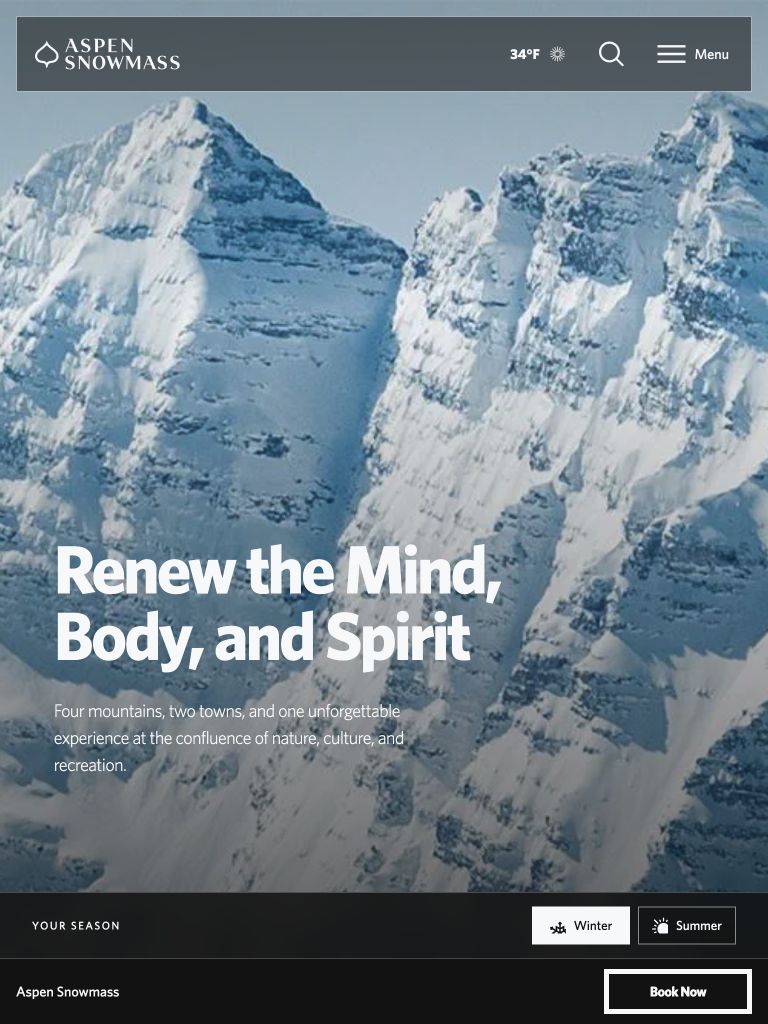 ASPEN
SNOWMASS
34°F
Menu
Renew the Mind,
Body, and Spirit
Four mountains, two towns, and one unforgettable
experience at the confluence of nature, culture, and
recreation.
YOUR SEASON
Winter
Summer
Aspen Snowmass
Book Now